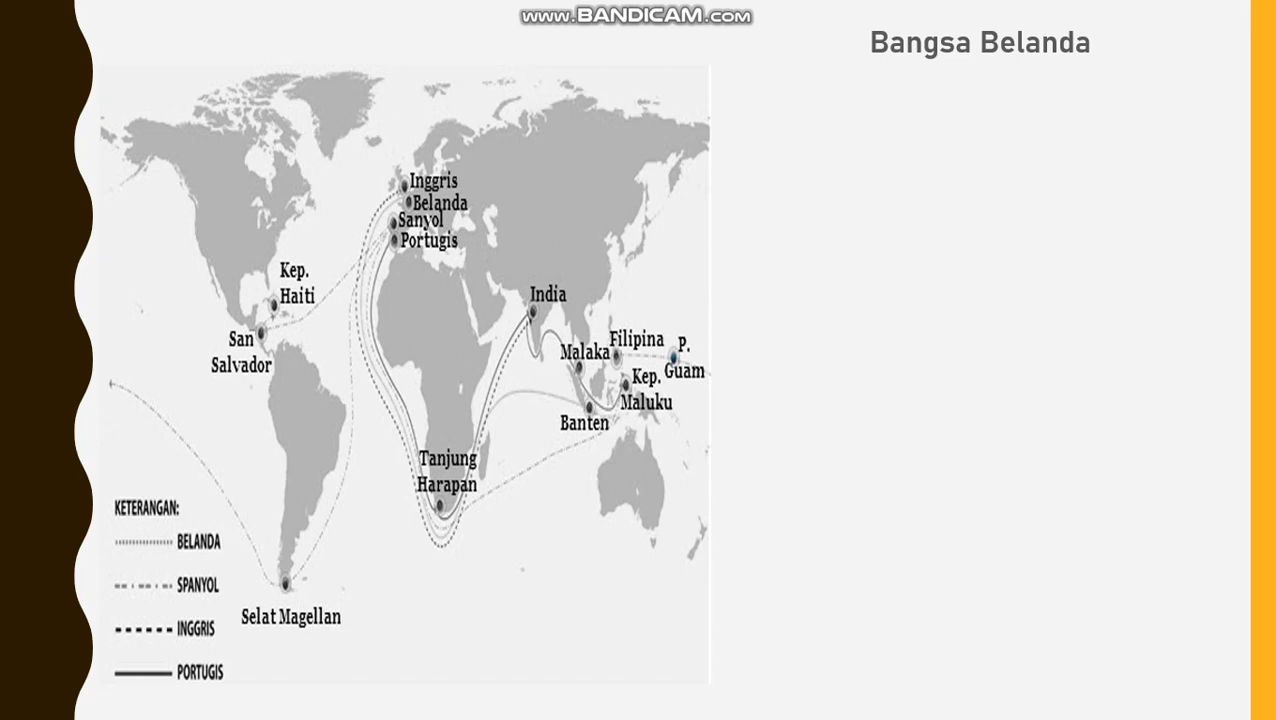 www.BANDICAM.com
Bangsa Belanda
Inggris
Belanda
Sanyol
Portugis
Kep.
Haiti
San
Salvador
India
Filipina
P.
Guam
Malaka
Kep.
Maluku
Banten
Tanjung
Harapan
Selat Magellan
KETERANGAN:
BELANDA
SPANYOL
INGGRIS
PORTUGIS